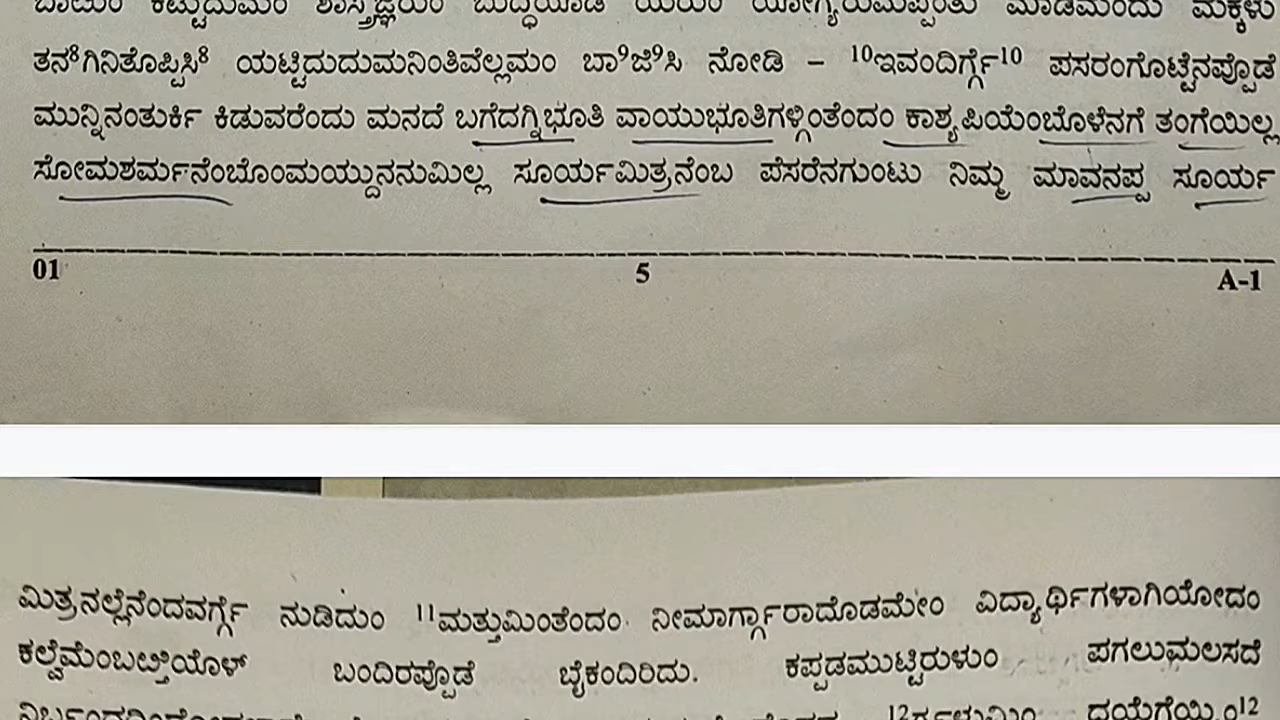 ತನ⁸ಗಿನಿತೊಪ್ಪಿಸಿ⁸ ಯಟ್ಟಿದುದುಮನಿಂತಿವೆಲ್ಲಮಂ ಬಾ⁹ಜಿ⁹ಸಿ ನೋಡಿ – ¹⁰ಇವಂದಿರ್ಗ್ಗೆ¹⁰ ಪಸರಂಗೊಟ್ಟೆನಪ್ಪೊಡೆ
ಮುನ್ನಿನಂತುರ್ಕಿ ಕಿಡುವರೆಂದು ಮನದೆ ಬಗೆದಗ್ನಿಭೂತಿ ವಾಯುಭೂತಿಗಳ್ಗಿಂತೆಂದಂ ಕಾಶ್ಯಪಿಯೆಂಬೊಳೆನಗೆ ತಂಗೆಯಿಲ್ಲ
ಸೋಮಶರ್ಮನೆಂಬೊಂಮಯ್ದುನನುಮಿಲ್ಲ ಸೂರ್ಯಮಿತ್ರನೆಂಬ ಪೆಸರೆನಗುಂಟು ನಿಮ್ಮ ಮಾವನಪ್ಪ ಸೂರ್ಯ
01 5 A-1
ಮಿತ್ರನಲ್ಲೆನೆಂದವರ್ಗ್ಗೆ ನುಡಿದುಂ ¹¹ಮತ್ತುಮಿಂತೆಂದಂ ನೀಮಾರ್ಗ್ಗಾರಾದೊಡಮೇಂ ವಿದ್ಯಾರ್ಥಿಗಳಾಗಿಯೋದಂ
ಕಲ್ವೆಮೆಂಬೞ್ತಿಯೊಳ್ ಬಂದಿರಪ್ಪೊಡೆ ಬೈಕಂದಿರಿದು. ಕಪ್ಪಡಮುಟ್ಟಿರುಳುಂ ಪಗಲುಮಲಸದೆ